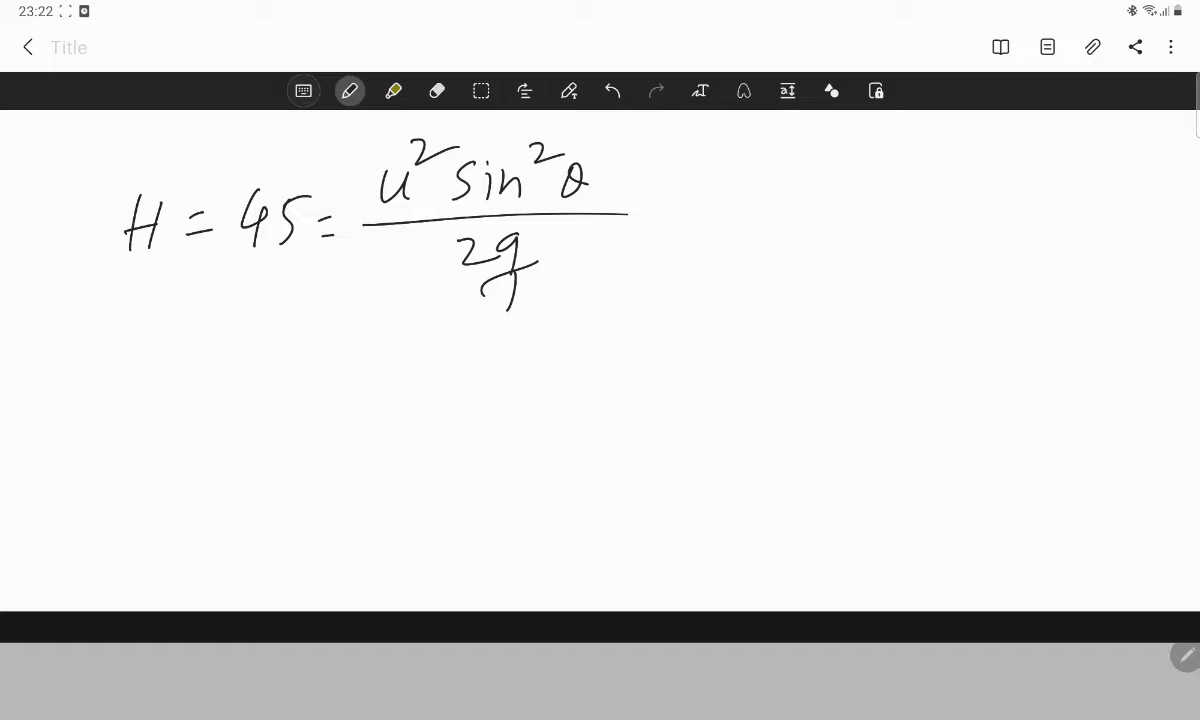 23:22
Title
H = 45 = u² sin² θ
2g